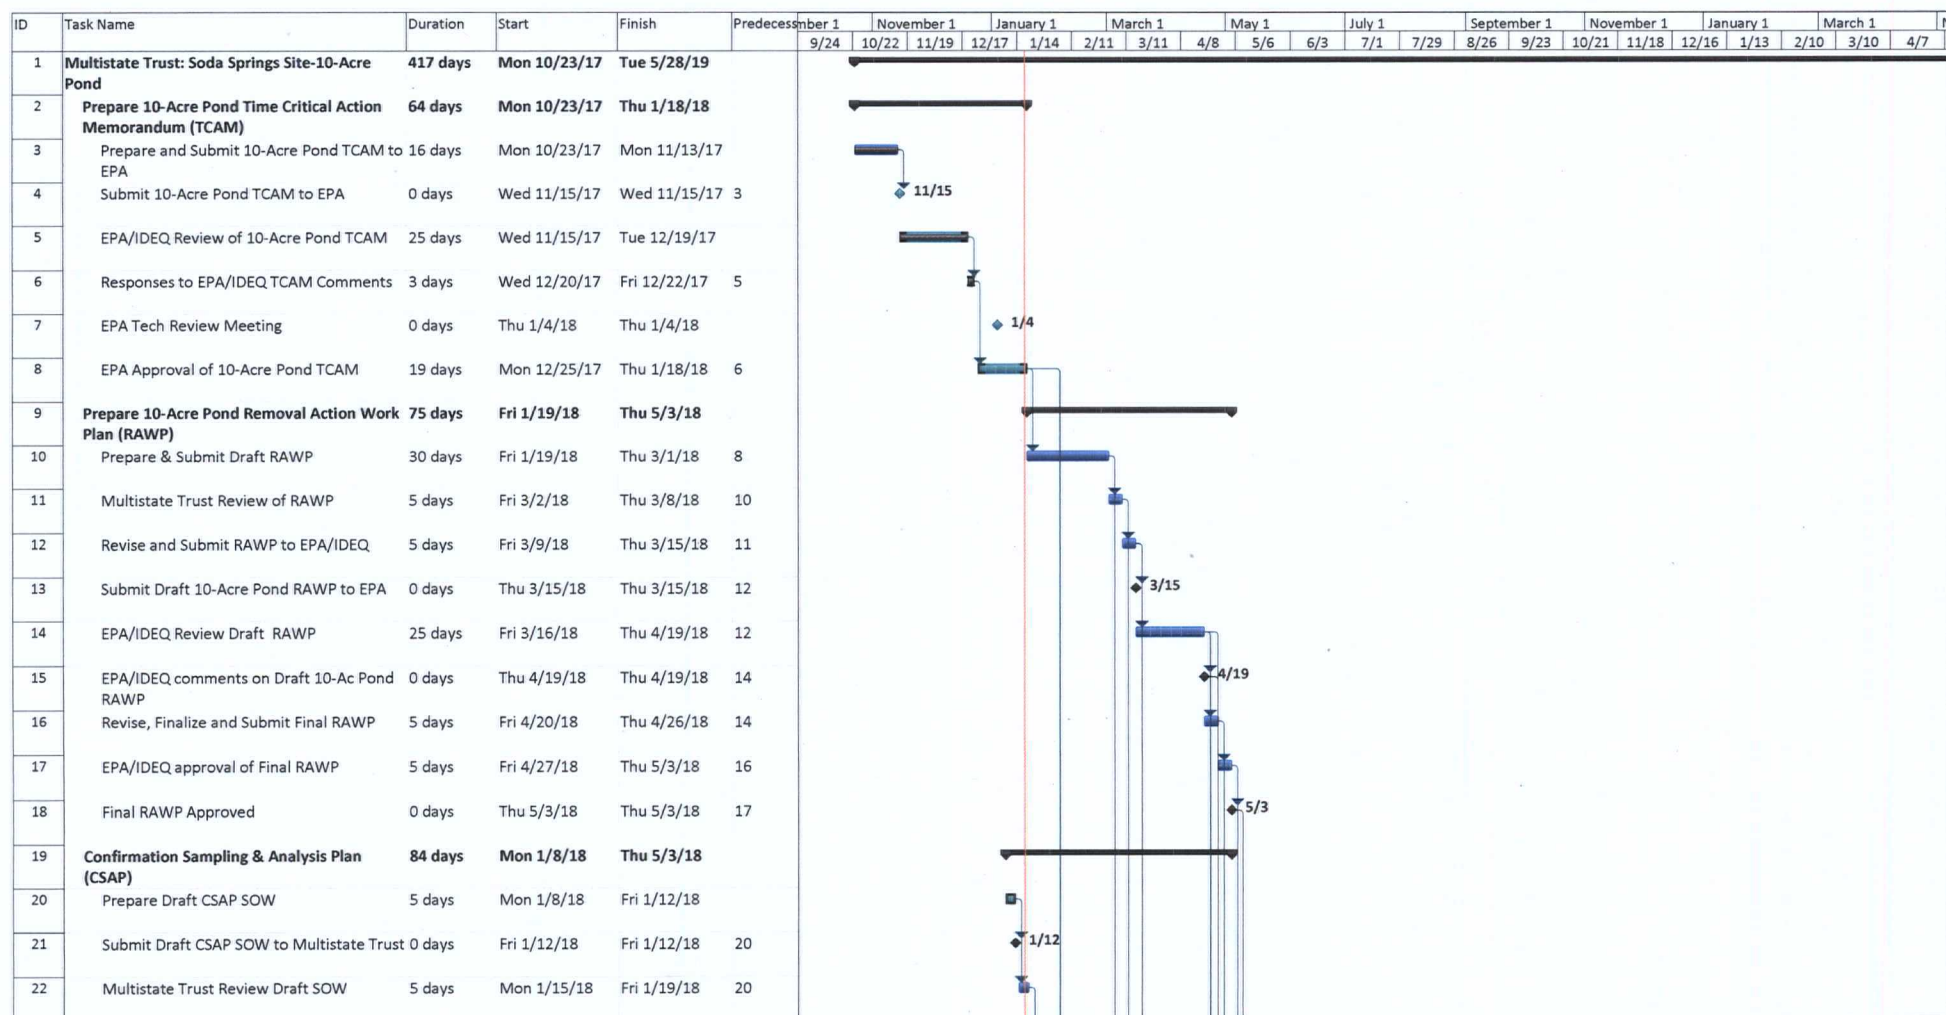 ID Task Name Duration Start Finish Predecess mber 1 November 1 January 1 March 1 May 1 July 1 September 1 November 1 January 1 March 1
9/24 10/22 11/19 12/17 1/14 2/11 3/11 4/8 5/6 6/3 7/1 7/29 8/26 9/23 10/21 11/18 12/16 1/13 2/10 3/10 4/7
1 Multistate Trust: Soda Springs Site-10-Acre 417 days Mon 10/23/17 Tue 5/28/19
Pond
2 Prepare 10-Acre Pond Time Critical Action 64 days Mon 10/23/17 Thu 1/18/18
Memorandum (TCAM)
3 Prepare and Submit 10-Acre Pond TCAM to 16 days Mon 10/23/17 Mon 11/13/17
EPA
4 Submit 10-Acre Pond TCAM to EPA 0 days Wed 11/15/17 Wed 11/15/17 3 11/15
5 EPA/IDEQ Review of 10-Acre Pond TCAM 25 days Wed 11/15/17 Tue 12/19/17
6 Responses to EPA/IDEQ TCAM Comments 3 days Wed 12/20/17 Fri 12/22/17 5
7 EPA Tech Review Meeting 0 days Thu 1/4/18 Thu 1/4/18 1/4
8 EPA Approval of 10-Acre Pond TCAM 19 days Mon 12/25/17 Thu 1/18/18 6
9 Prepare 10-Acre Pond Removal Action Work 75 days Fri 1/19/18 Thu 5/3/18
Plan (RAWP)
10 Prepare & Submit Draft RAWP 30 days Fri 1/19/18 Thu 3/1/18 8
11 Multistate Trust Review of RAWP 5 days Fri 3/2/18 Thu 3/8/18 10
12 Revise and Submit RAWP to EPA/IDEQ 5 days Fri 3/9/18 Thu 3/15/18 11
13 Submit Draft 10-Acre Pond RAWP to EPA 0 days Thu 3/15/18 Thu 3/15/18 12 3/15
14 EPA/IDEQ Review Draft RAWP 25 days Fri 3/16/18 Thu 4/19/18 12
15 EPA/IDEQ comments on Draft 10-Ac Pond 0 days Thu 4/19/18 Thu 4/19/18 14 4/19
RAWP
16 Revise, Finalize and Submit Final RAWP 5 days Fri 4/20/18 Thu 4/26/18 14
17 EPA/IDEQ approval of Final RAWP 5 days Fri 4/27/18 Thu 5/3/18 16
18 Final RAWP Approved 0 days Thu 5/3/18 Thu 5/3/18 17 5/3
19 Confirmation Sampling & Analysis Plan 84 days Mon 1/8/18 Thu 5/3/18
(CSAP)
20 Prepare Draft CSAP SOW 5 days Mon 1/8/18 Fri 1/12/18
21 Submit Draft CSAP SOW to Multistate Trust 0 days Fri 1/12/18 Fri 1/12/18 20 1/12
22 Multistate Trust Review Draft SOW 5 days Mon 1/15/18 Fri 1/19/18 20